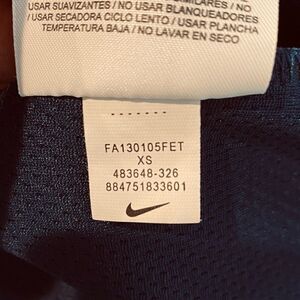 USAR SUAVIZANTES / NO USAR BLANQUEADORES
/ USAR SECADORA CICLO LENTO / USAR PLANCHA
TEMPERATURA BAJA / NO LAVAR EN SECO
FA130105FET
XS
483648-326
884751833601